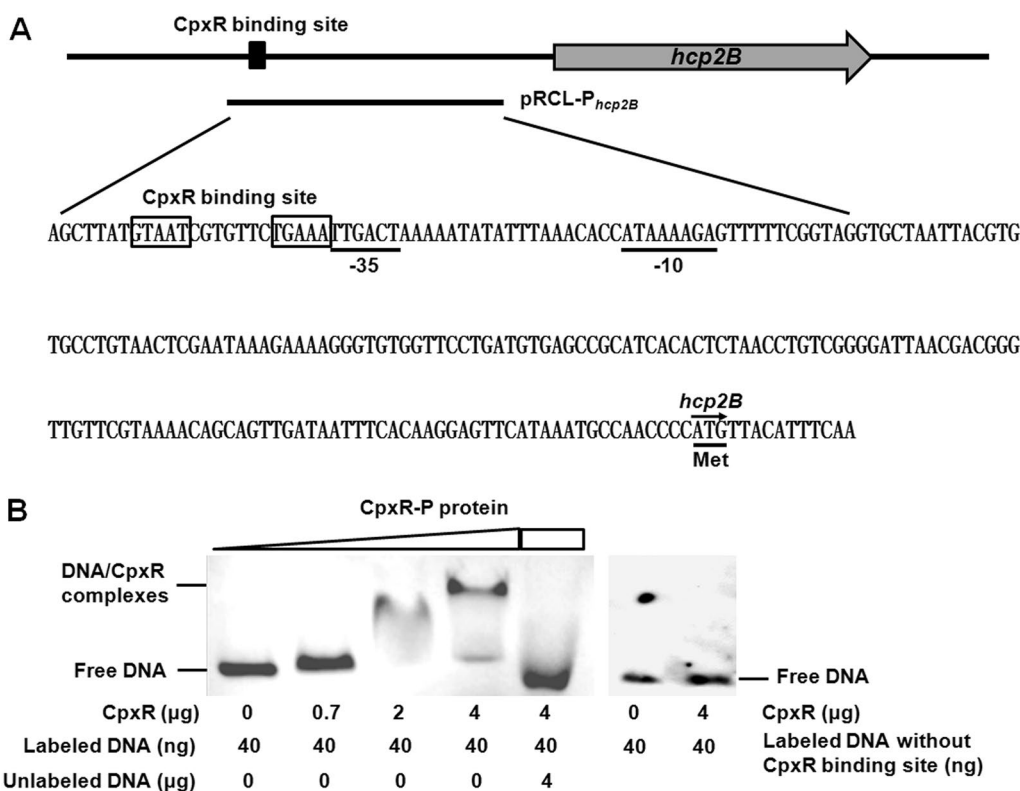 A
CpxR binding site
hcp2B
pRCL-Phcp2B
CpxR binding site
AGCTTATGTAATCGTGTTCTGAAATTGACTAAAAATATATTTAAACACCATAAAAGAGTTTTTCGGTAGGTGCTAATTACGTG
-35 -10
TGCCTGTAACTCGAATAAAGAAAAGGGTGTGGTTCCTGATGTGAGCCGCATCACACTCTAACCTGTCGGGGATTAACGACGGG
hcp2B
TTGTTCGTAAAACAGCAGTTGATAATTTCACAAGGAGTTCATAAATGCCAACCCCATGTTACATTTCAA
Met
B
CpxR-P protein
DNA/CpxR
complexes
Free DNA
Free DNA
CpxR (µg) 0 0.7 2 4 4 0 4 CpxR (µg)
Labeled DNA (ng) 40 40 40 40 40 40 40 Labeled DNA without
CpxR binding site (ng)
Unlabeled DNA (µg) 0 0 0 0 4